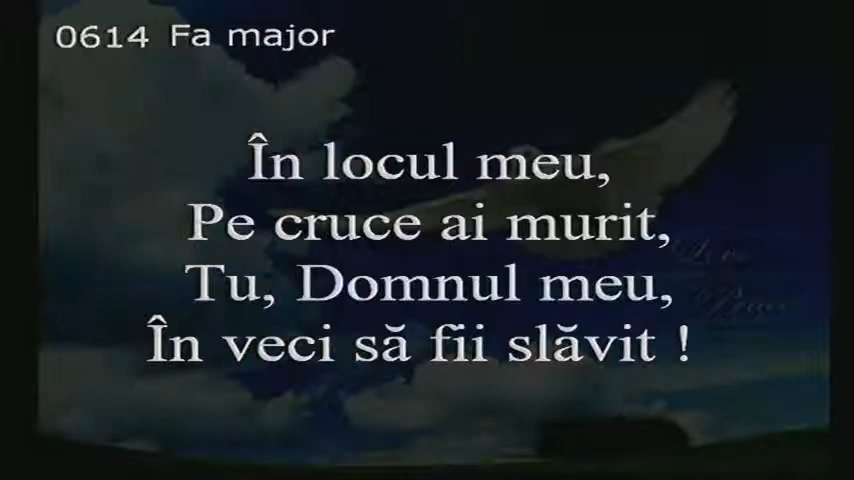 0614 Fa major
În locul meu,
Pe cruce ai murit,
Tu, Domnul meu,
În veci să fii slăvit !